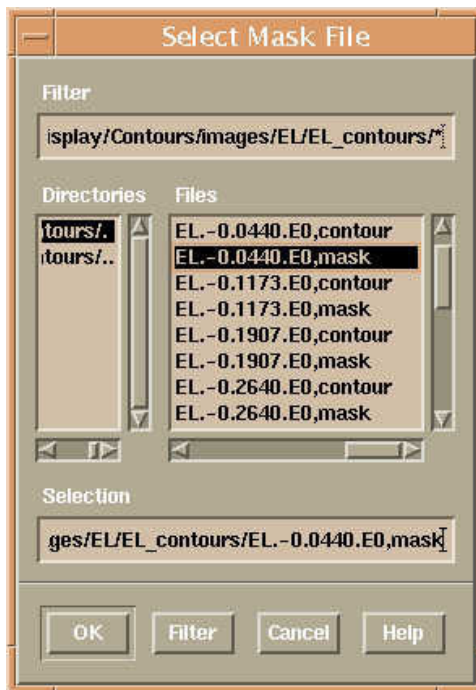 Select Mask File
Filter
isplay/Contours/images/EL/EL_contours/*
Directories Files
tours/.
tours/..
EL.-0.0440.E0,contour
EL.-0.0440.E0,mask
EL.-0.1173.E0,contour
EL.-0.1173.E0,mask
EL.-0.1907.E0,contour
EL.-0.1907.E0,mask
EL.-0.2640.E0,contour
EL.-0.2640.E0,mask
Selection
ges/EL/EL_contours/EL.-0.0440.E0,mask
OK Filter Cancel Help